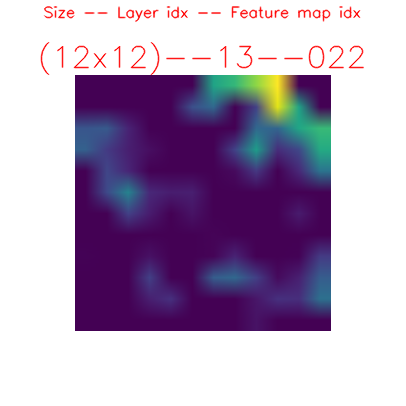 Size -- Layer idx -- Feature map idx
(12x12)--13--022